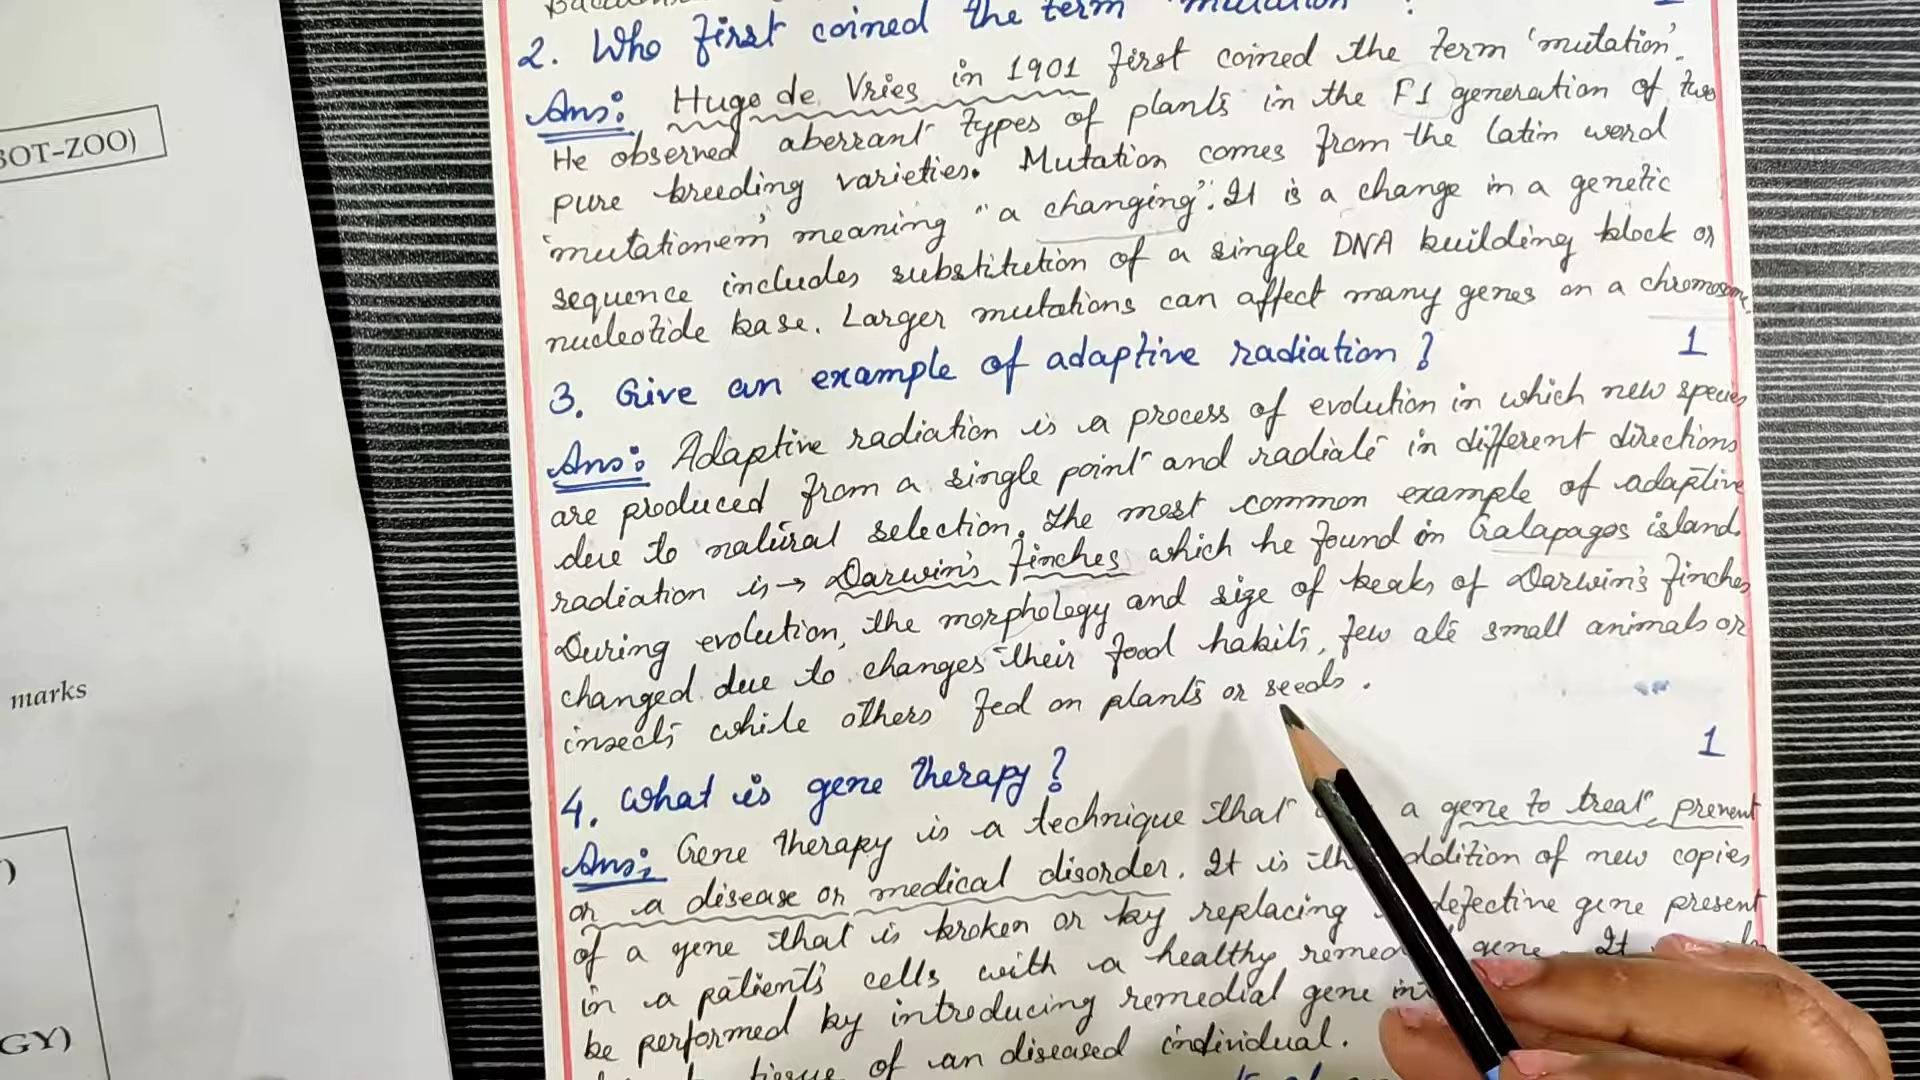 BOT-ZOO)
marks
)
GY)
2. Who first coined the term 'mutation' ?
Ans: Hugo de Vries in 1901 first coined the term 'mutation'.
He observed aberrant types of plants in the F1 generation of two
pure breeding varieties. Mutation comes from the latin word
'mutationem', meaning "a changing". It is a change in a genetic
sequence includes substitution of a single DNA building block or
nucleotide base. Larger mutations can affect many genes on a chromosome.
3. Give an example of adaptive radiation ? 1
Ans: Adaptive radiation is a process of evolution in which new species
are produced from a single point and radiate in different directions
due to natural selection. The most common example of adaptive
radiation is → Darwin's finches which he found in Galapagos island.
During evolution, the morphology and size of beaks of Darwin's finches
changed due to changes their food habits, few ate small animals or
insects while others fed on plants or seeds.
4. What is gene therapy ? 1
Ans: Gene therapy is a technique that a gene to treat, prevent
or a disease or medical disorder. It is the addition of new copies
of a gene that is broken or by replacing defective gene present
in a patient's cells with a healthy gene. It
be performed by introducing remedial gene
tissue of an diseased individual.